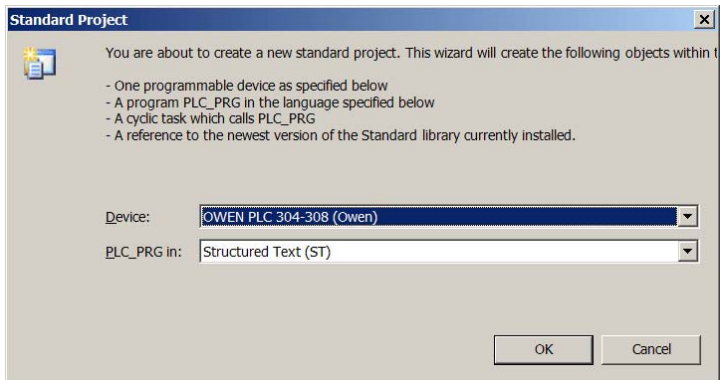 Standard Project
You are about to create a new standard project. This wizard will create the following objects within
- One programmable device as specified below
- A program PLC_PRG in the language specified below
- A cyclic task which calls PLC_PRG
- A reference to the newest version of the Standard library currently installed.
Device: OWEN PLC 304-308 (Owen)
PLC_PRG in: Structured Text (ST)
OK Cancel